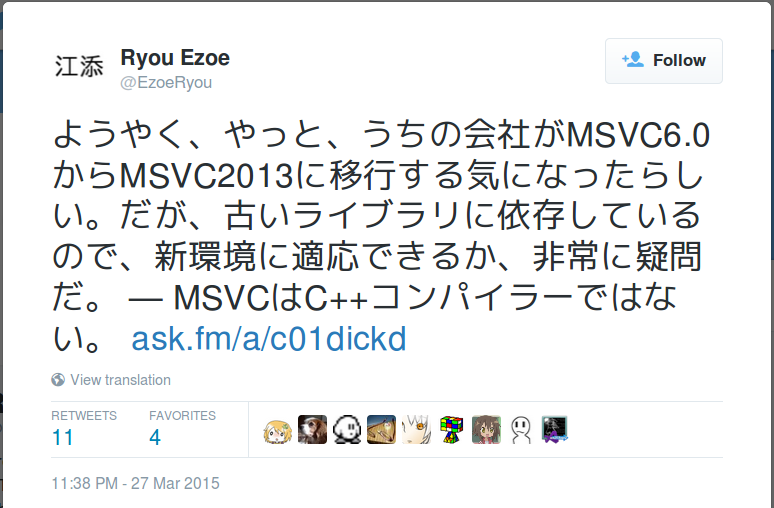 江添
Ryou Ezoe
@EzoeRyou
Follow
ようやく、やっと、うちの会社がMSVC6.0
からMSVC2013に移行する気になったらし
い。だが、古いライブラリに依存している
ので、新環境に適応できるか、非常に疑問
だ。 — MSVCはC++コンパイラーではな
い。 ask.fm/a/c01dickd
View translation
RETWEETS FAVORITES
11 4
11:38 PM - 27 Mar 2015